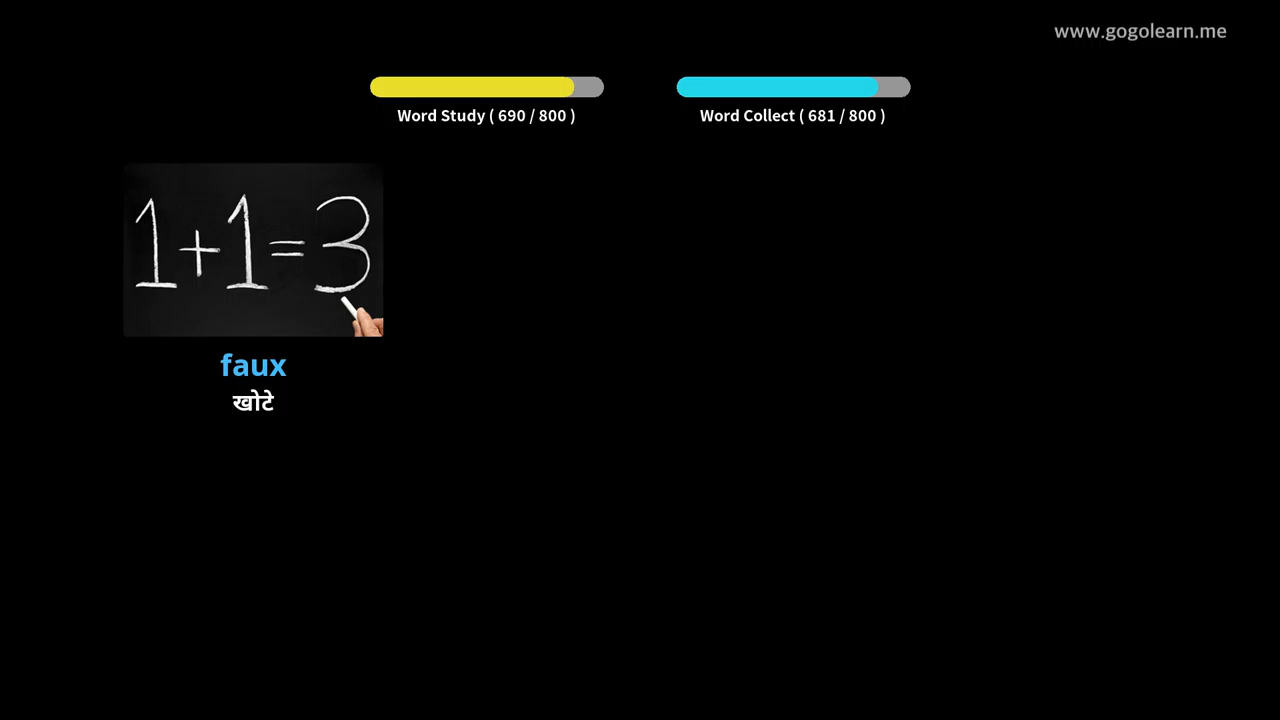 www.gogolearn.me
Word Study ( 690 / 800 )
Word Collect ( 681 / 800 )
1+1=3
faux
खोटे